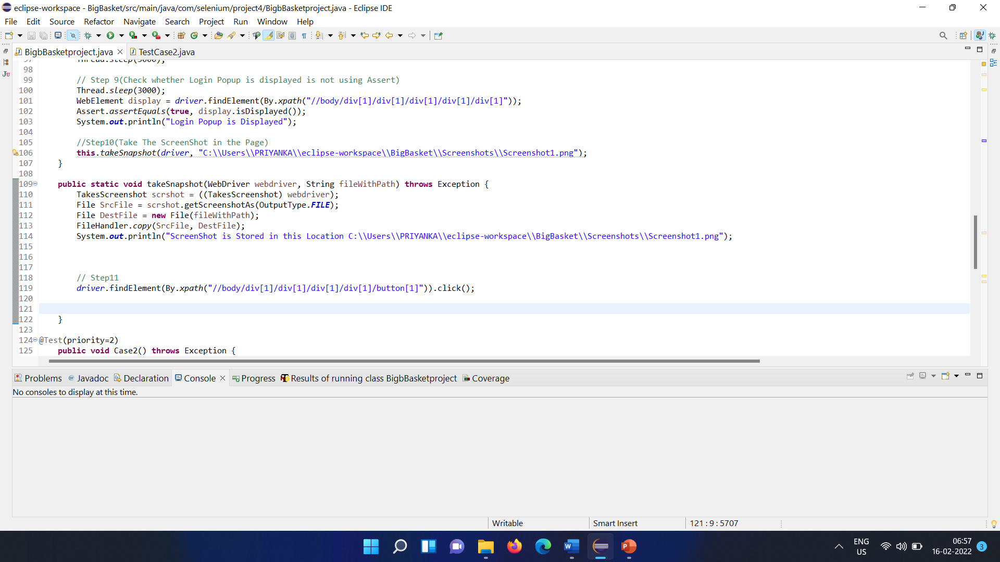 eclipse-workspace - BigBasket/src/main/java/com/selenium/project4/BigbBasketproject.java - Eclipse IDE
File Edit Source Refactor Navigate Search Project Run Window Help
BigbBasketproject.java TestCase2.java
97 Thread.sleep(3000);
98
99 // Step 9(Check whether Login Popup is displayed is not using Assert)
100 Thread.sleep(3000);
101 WebElement display = driver.findElement(By.xpath("//body/div[1]/div[1]/div[1]/div[1]/div[1]"));
102 Assert.assertEquals(true, display.isDisplayed());
103 System.out.println("Login Popup is Displayed");
104
105 //Step10(Take The ScreenShot in the Page)
106 this.takeSnapshot(driver, "C:\\Users\\PRIYANKA\\eclipse-workspace\\BigBasket\\Screenshots\\Screenshot1.png");
107 }
108
109 public static void takeSnapshot(WebDriver webdriver, String fileWithPath) throws Exception {
110 TakesScreenshot scrshot = ((TakesScreenshot) webdriver);
111 File SrcFile = scrshot.getScreenshotAs(OutputType.FILE);
112 File DestFile = new File(fileWithPath);
113 FileHandler.copy(SrcFile, DestFile);
114 System.out.println("ScreenShot is Stored in this Location C:\\Users\\PRIYANKA\\eclipse-workspace\\BigBasket\\Screenshots\\Screenshot1.png");
115
116
117
118 // Step11
119 driver.findElement(By.xpath("//body/div[1]/div[1]/div[1]/div[1]/button[1]")).click();
120
121
122 }
123
124 @Test(priority=2)
125 public void Case2() throws Exception {
Problems Javadoc Declaration Console Progress Results of running class BigbBasketproject Coverage
No consoles to display at this time.
Writable Smart Insert 121 : 9 : 5707
ENG
US
06:57
16-02-2022
3